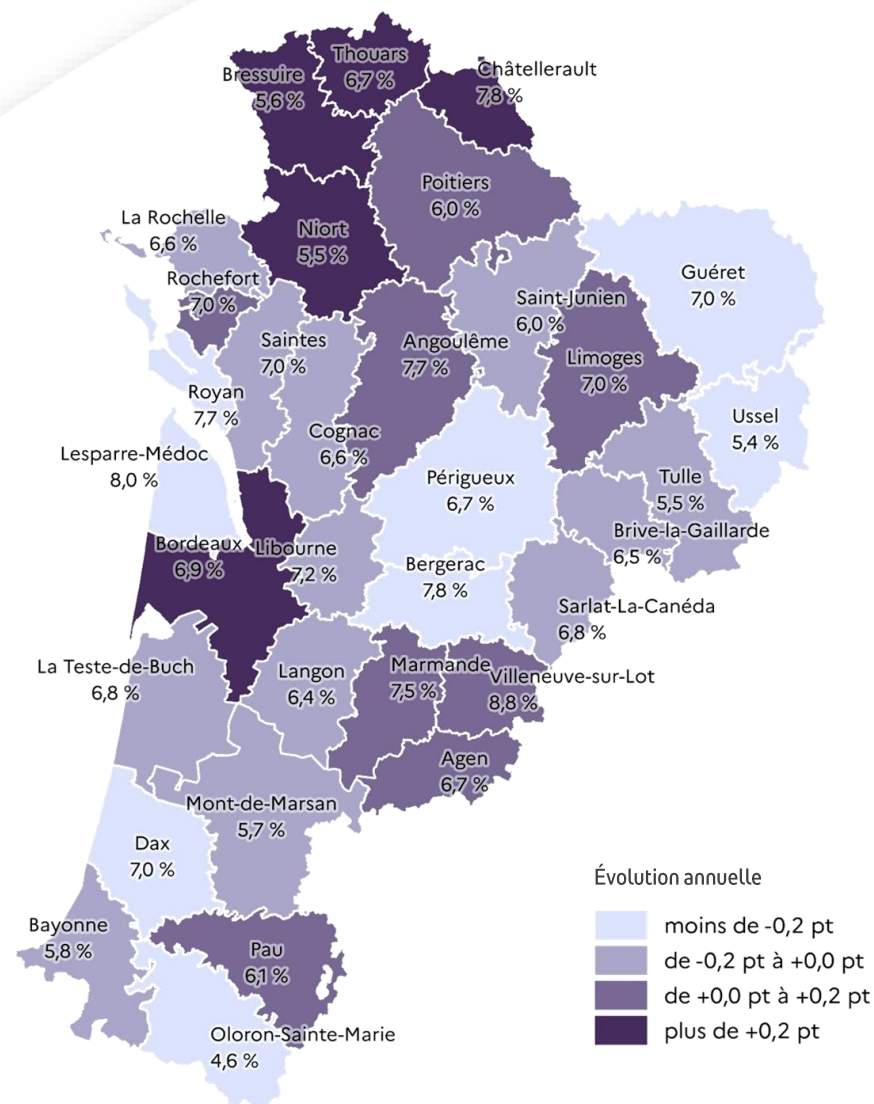 Thouars
6,7 %
Bressuire
5,6 %
Châtellerault
7,8 %
Poitiers
6,0 %
La Rochelle
6,6 %
Niort
5,5 %
Rochefort
7,0 %
Guéret
7,0 %
Saint-Junien
6,0 %
Saintes
7,0 %
Angoulême
7,7 %
Limoges
7,0 %
Royan
7,7 %
Ussel
5,4 %
Cognac
6,6 %
Lesparre-Médoc
8,0 %
Périgueux
6,7 %
Tulle
5,5 %
Brive-la-Gaillarde
6,5 %
Bordeaux
6,9 %
Libourne
7,2 %
Bergerac
7,8 %
Sarlat-La-Canéda
6,8 %
La Teste-de-Buch
6,8 %
Langon
6,4 %
Marmande
7,5 %
Villeneuve-sur-Lot
8,8 %
Agen
6,7 %
Mont-de-Marsan
5,7 %
Dax
7,0 %
Bayonne
5,8 %
Pau
6,1 %
Oloron-Sainte-Marie
4,6 %
Évolution annuelle
moins de -0,2 pt
de -0,2 pt à +0,0 pt
de +0,0 pt à +0,2 pt
plus de +0,2 pt